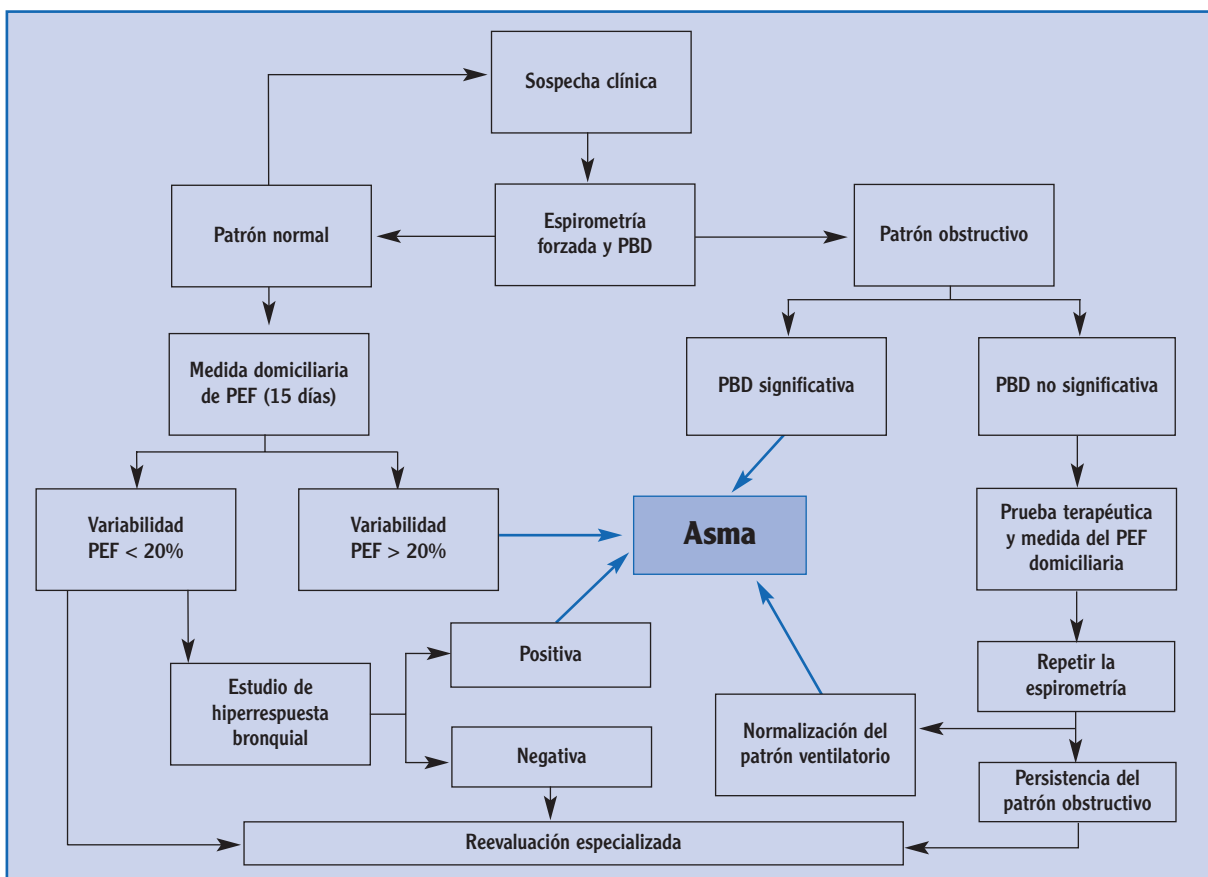 Sospecha clínica
Patrón normal
Espirometría
forzada y PBD
Patrón obstructivo
Medida domiciliaria
de PEF (15 días)
PBD significativa
PBD no significativa
Variabilidad
PEF < 20%
Variabilidad
PEF > 20%
Asma
Prueba terapéutica
y medida del PEF
domiciliaria
Estudio de
hiperrespuesta
bronquial
Positiva
Negativa
Repetir la
espirometría
Normalización del
patrón ventilatorio
Persistencia del
patrón obstructivo
Reevaluación especializada